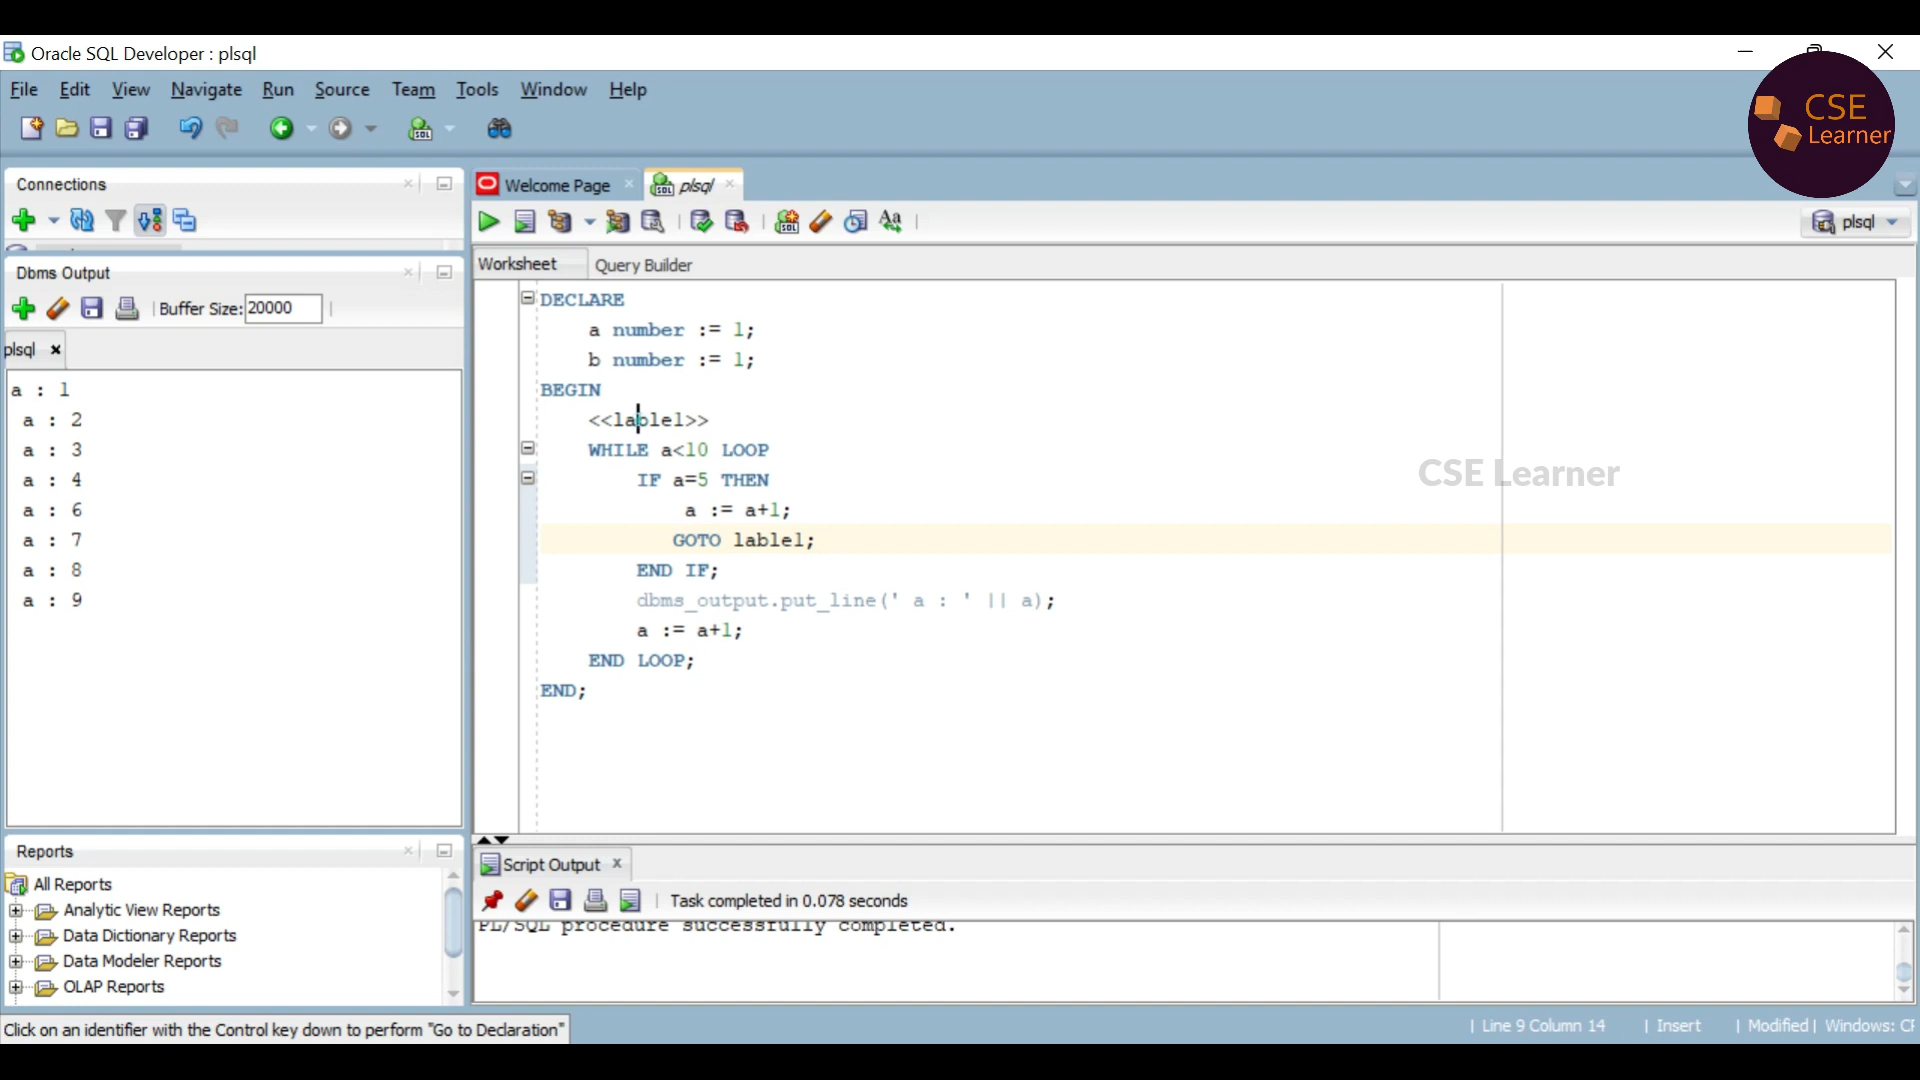 Oracle SQL Developer : plsql
File Edit View Navigate Run Source Team Tools Window Help
CSE
Learner
Connections
Welcome Page
plsql
plsql
Worksheet
Query Builder
Dbms Output
Buffer Size: 20000
plsql
a : 1
a : 2
a : 3
a : 4
a : 6
a : 7
a : 8
a : 9
DECLARE
a number := 1;
b number := 1;
BEGIN
<<lable1>>
WHILE a<10 LOOP
IF a=5 THEN
a := a+1;
GOTO lable1;
END IF;
dbms_output.put_line(' a : ' || a);
a := a+1;
END LOOP;
END;
CSE Learner
Reports
All Reports
Analytic View Reports
Data Dictionary Reports
Data Modeler Reports
OLAP Reports
Script Output
Task completed in 0.078 seconds
PL/SQL procedure successfully completed.
Click on an identifier with the Control key down to perform "Go to Declaration"
| Line 9 Column 14 | Insert | Modified | Windows: CF